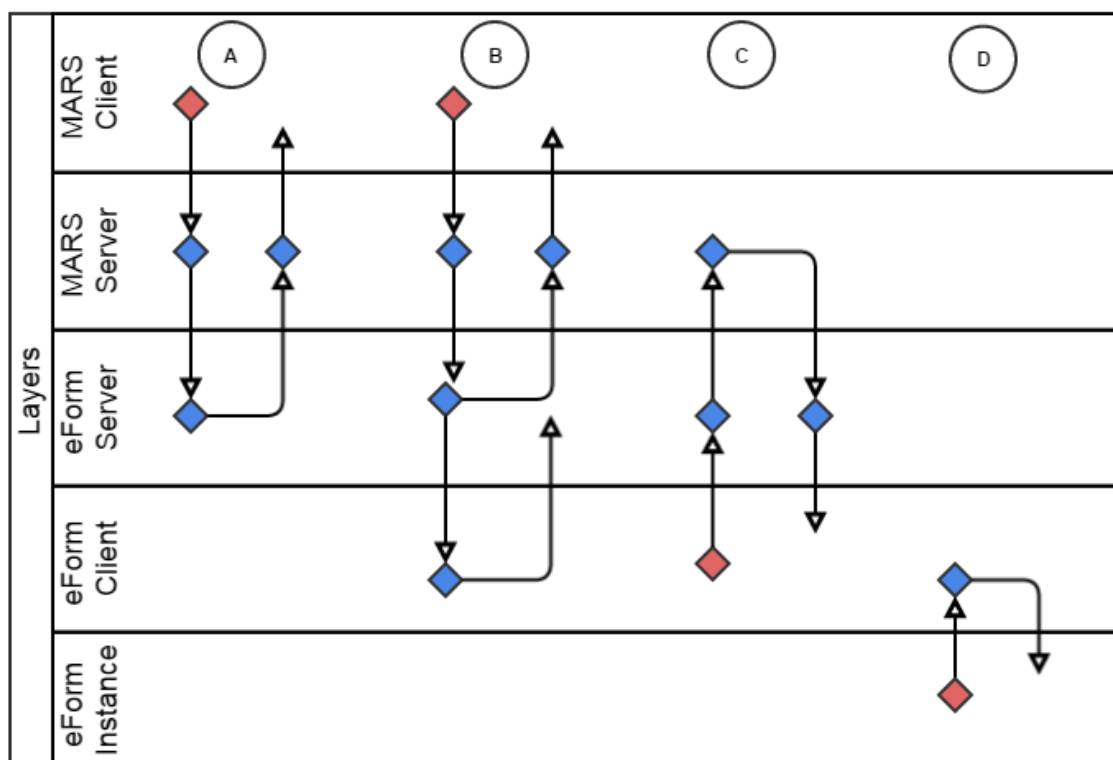 A
B
C
D
Layers
MARS
Client
MARS
Server
eForm
Server
eForm
Client
eForm
Instance